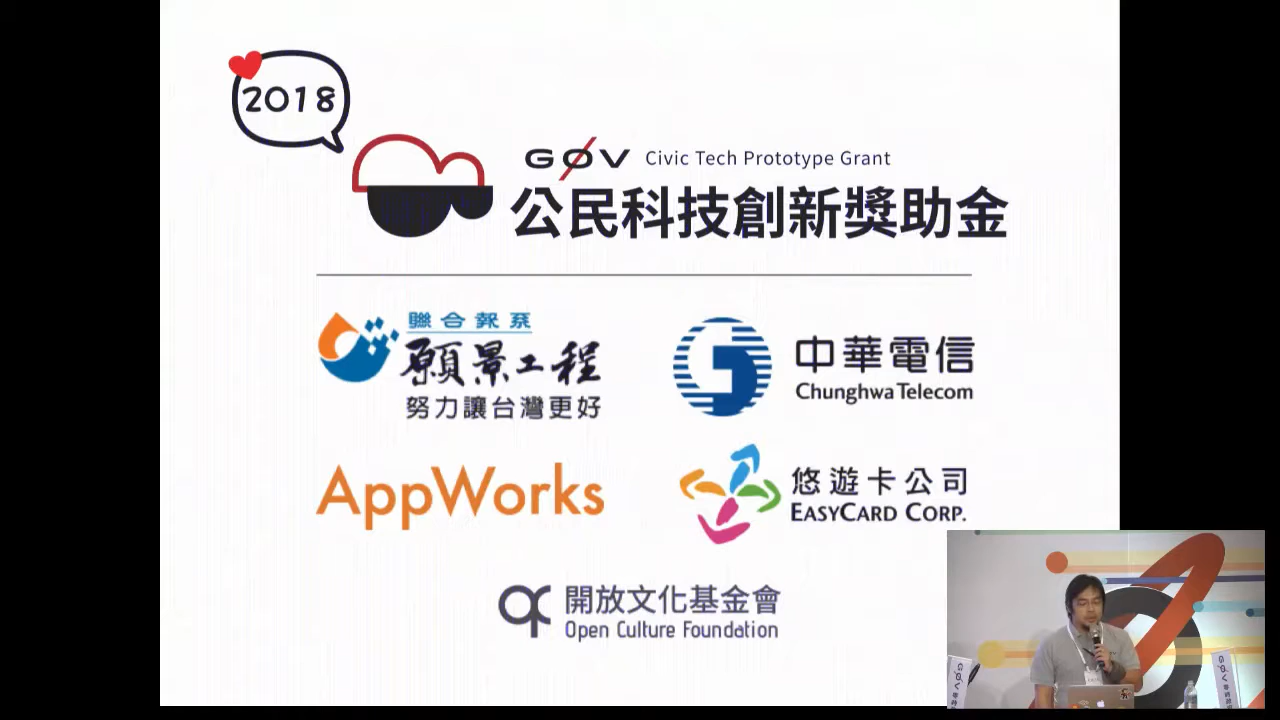 2018
GØV Civic Tech Prototype Grant
公民科技創新獎助金
聯合報系
願景工程
努力讓台灣更好
中華電信
Chunghwa Telecom
AppWorks
悠遊卡公司
EASYCARD CORP.
開放文化基金會
Open Culture Foundation
GØV
GØV